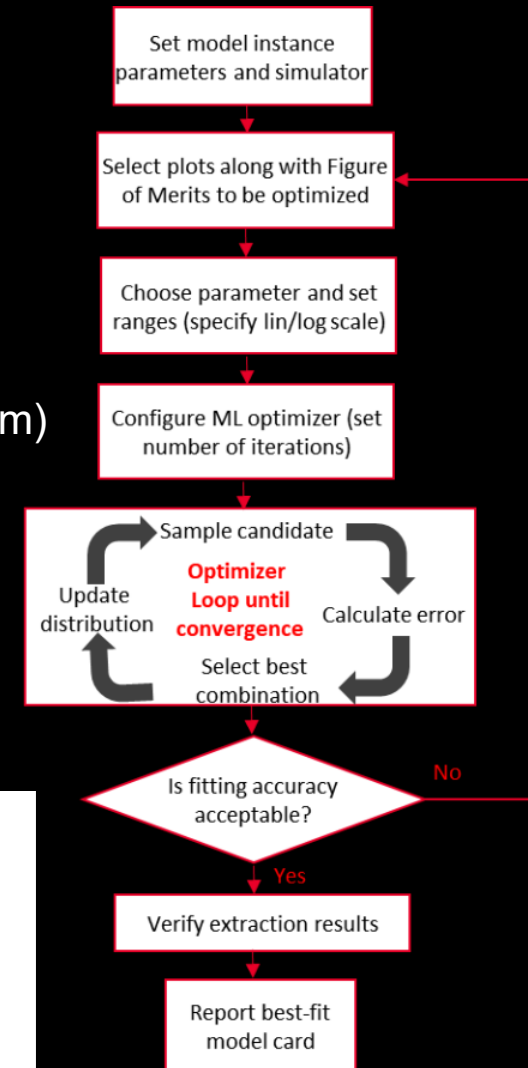 Set model instance
parameters and simulator
Select plots along with Figure
of Merits to be optimized
Choose parameter and set
ranges (specify lin/log scale)
m)
Configure ML optimizer (set
number of iterations)
Sample candidate
Optimizer
Loop until
convergence
Update
distribution
Calculate error
Select best
combination
Is fitting accuracy
acceptable?
No
Yes
Verify extraction results
Report best-fit
model card